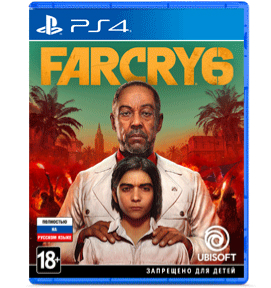 PS4
FARCRY6
ПОЛНОСТЬЮ
НА
РУССКОМ ЯЗЫКЕ
18+
UBISOFT
ЗАПРЕЩЕНО ДЛЯ ДЕТЕЙ